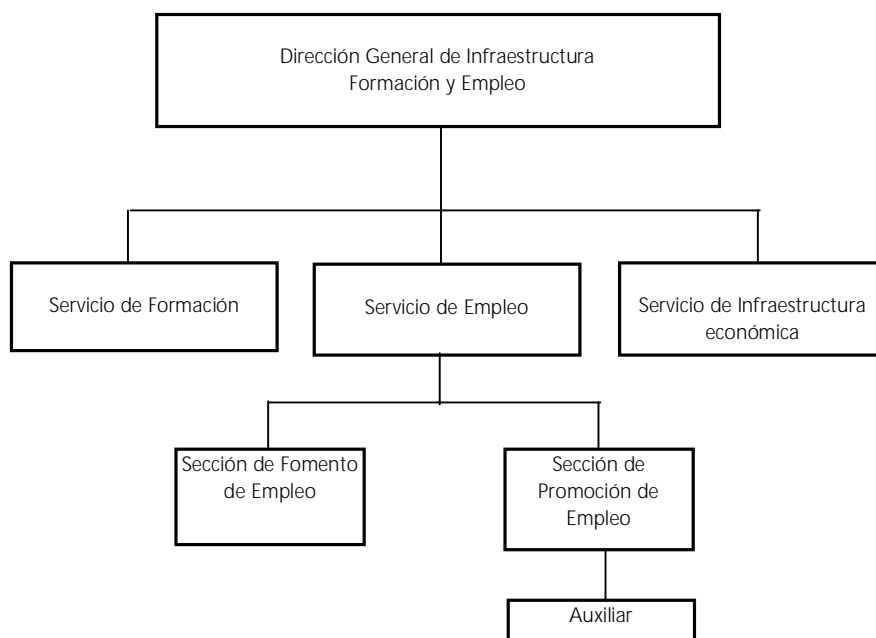 Dirección General de Infraestructura
Formación y Empleo
Servicio de Formación
Servicio de Empleo
Servicio de Infraestructura
económica
Sección de Fomento
de Empleo
Sección de
Promoción de
Empleo
Auxiliar